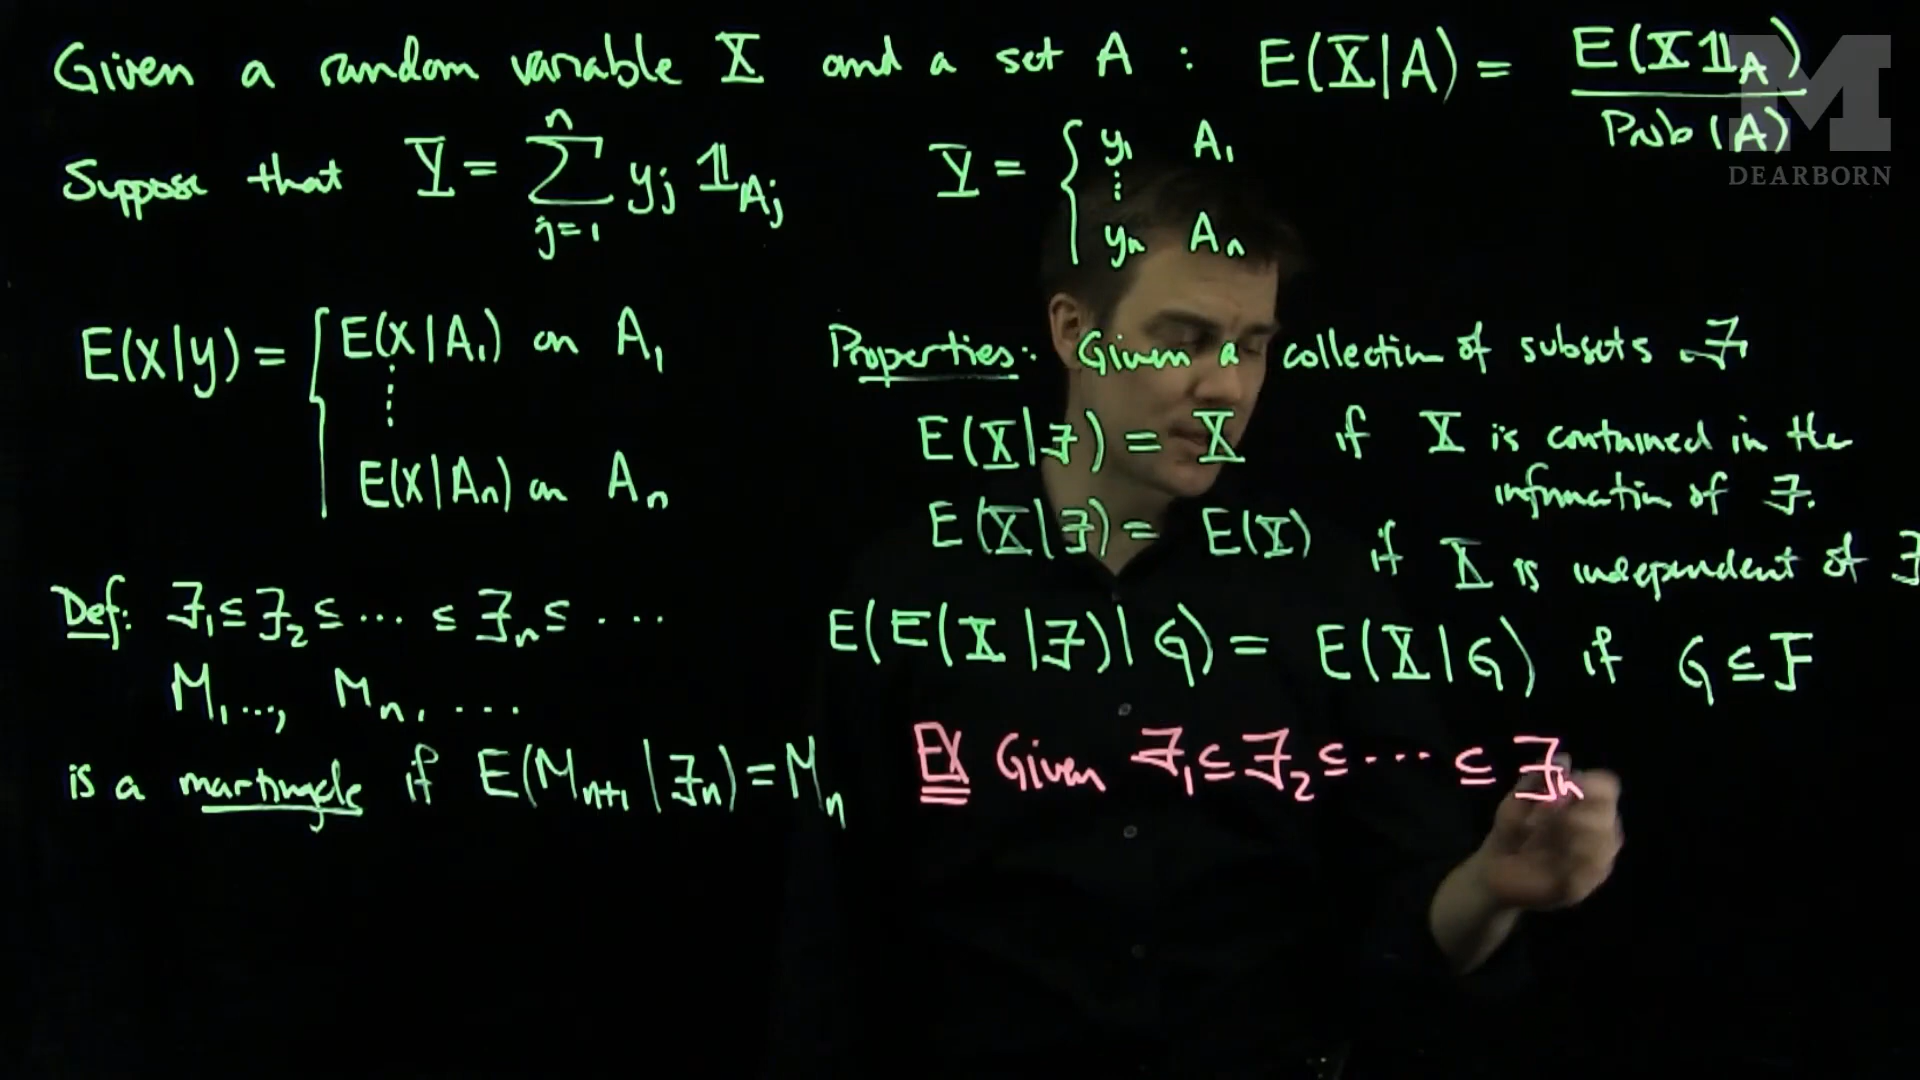 Given a random variable X and a set A : E(X|A) = E(X𝟙_A) / Prob(A)
Suppose that Y = ∑_{j=1}^{n} y_j 𝟙_{A_j}
Y = { y_1 A_1
⋮
y_n A_n
E(X|y) = { E(X|A_1) on A_1
⋮
E(X|A_n) on A_n
Def: ℱ_1 ⊆ ℱ_2 ⊆ ··· ⊆ ℱ_n ⊆ ···
M_1 ..., M_n, ...
is a martingale if E(M_{n+1} | ℱ_n) = M_n
Properties: Given a collection of subsets ℱ
E(X|ℱ) = X if X is contained in the
information of ℱ.
E(X|ℱ) = E(X) if X is independent of ℱ
E(E(X|ℱ)|G) = E(X|G) if G ⊆ F
EX Given ℱ_1 ⊆ ℱ_2 ⊆ ··· ⊆ ℱ_n
M
DEARBORN